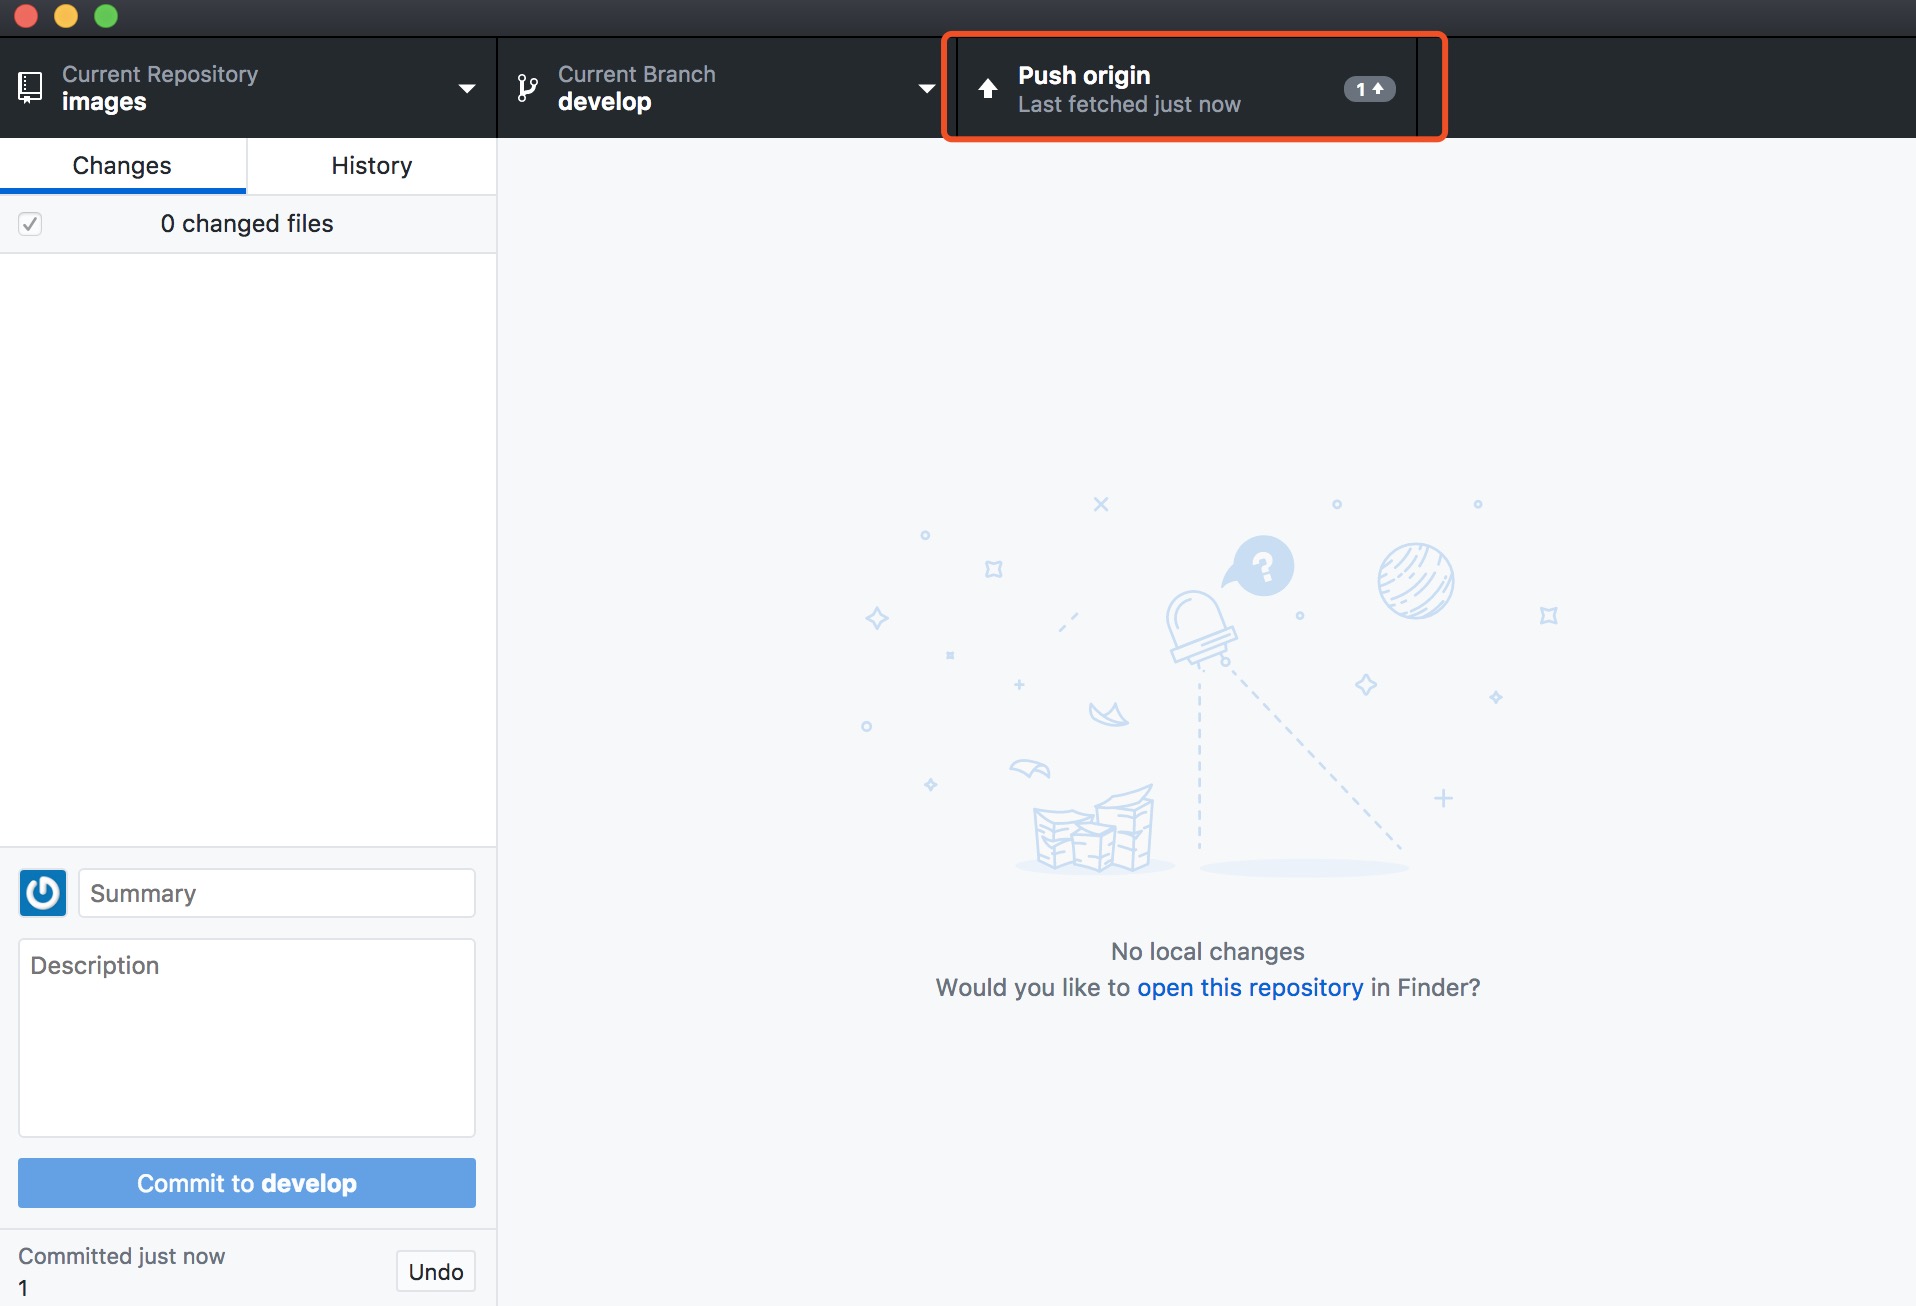 Current Repository
images
Current Branch
develop
Push origin
Last fetched just now
1
Changes
History
0 changed files
?
No local changes
Would you like to open this repository in Finder?
Summary
Description
Commit to develop
Committed just now
1
Undo